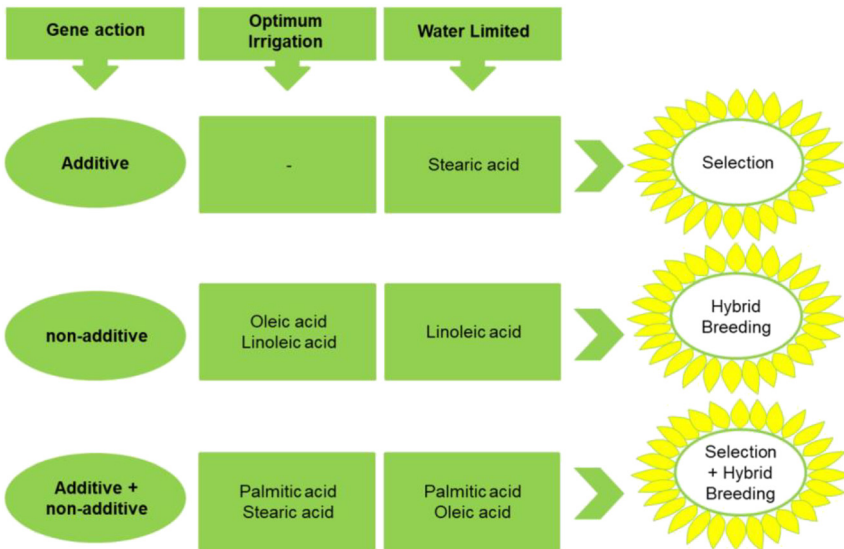 Gene action
Optimum
Irrigation
Water Limited
Additive
-
Stearic acid
Selection
non-additive
Oleic acid
Linoleic acid
Linoleic acid
Hybrid
Breeding
Additive +
non-additive
Palmitic acid
Stearic acid
Palmitic acid
Oleic acid
Selection
+ Hybrid
Breeding